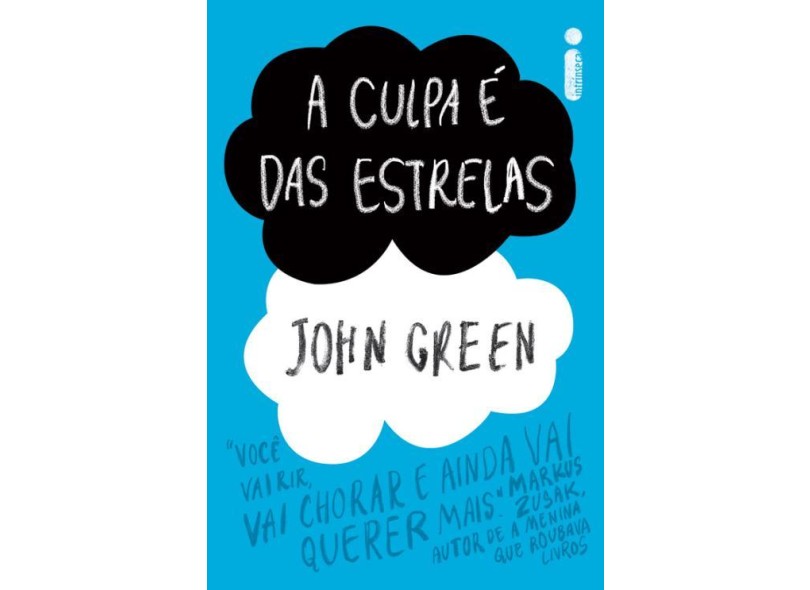 intrínseca
A CULPA É
DAS ESTRELAS
JOHN GREEN
"VOCÊ
VAI RIR,
VAI CHORAR E AINDA VAI
QUERER MAIS." MARKUS
ZUSAK,
AUTOR DE A MENINA
QUE ROUBAVA
LIVROS